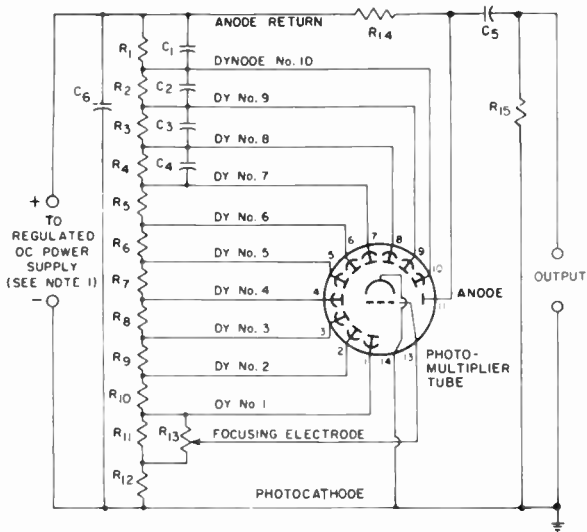 ANODE RETURN
R14
C5
R1
C1
DYNODE No. 10
R2
C2
C6
DY No. 9
R15
R3
C3
DY No. 8
R4
C4
DY No. 7
R5
+
TO
REGULATED
DC POWER
SUPPLY
(SEE NOTE 1)
-
DY No. 6
R6
DY No. 5
R7
DY No. 4
R8
DY No. 3
R9
DY No. 2
R10
DY No 1
R11
R13
FOCUSING ELECTRODE
R12
PHOTOCATHODE
1
2
3
4
5
6
7
8
9
10
11
13
14
ANODE
PHOTO-
MULTIPLIER
TUBE
OUTPUT